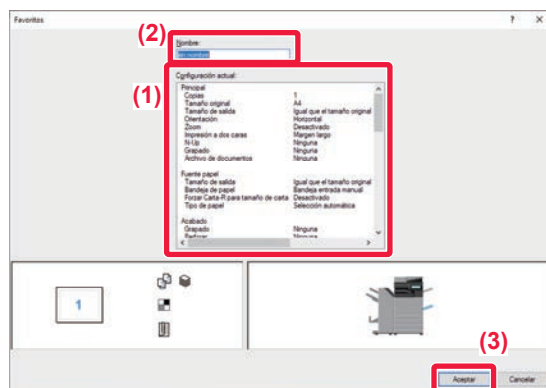 Favoritos ? ×
(2)
Nombre:
(1)
Configuración actual:
Principal
Copias 1
Tamaño original A4
Tamaño de salida Igual que el tamaño original
Orientación Horizontal
Zoom Desactivado
Impresión a dos caras Margen largo
N-Up Ninguna
Grapado Ninguna
Archivo de documentos Ninguna
Fuente papel
Tamaño de salida Igual que el tamaño original
Bandeja de papel Bandeja entrada manual
Forzar Carta-R para tamaño de carta Desactivado
Tipo de papel Selección automática
Acabado
Grapado Ninguna
Perforar Ninguna
1
(3)
Aceptar Cancelar